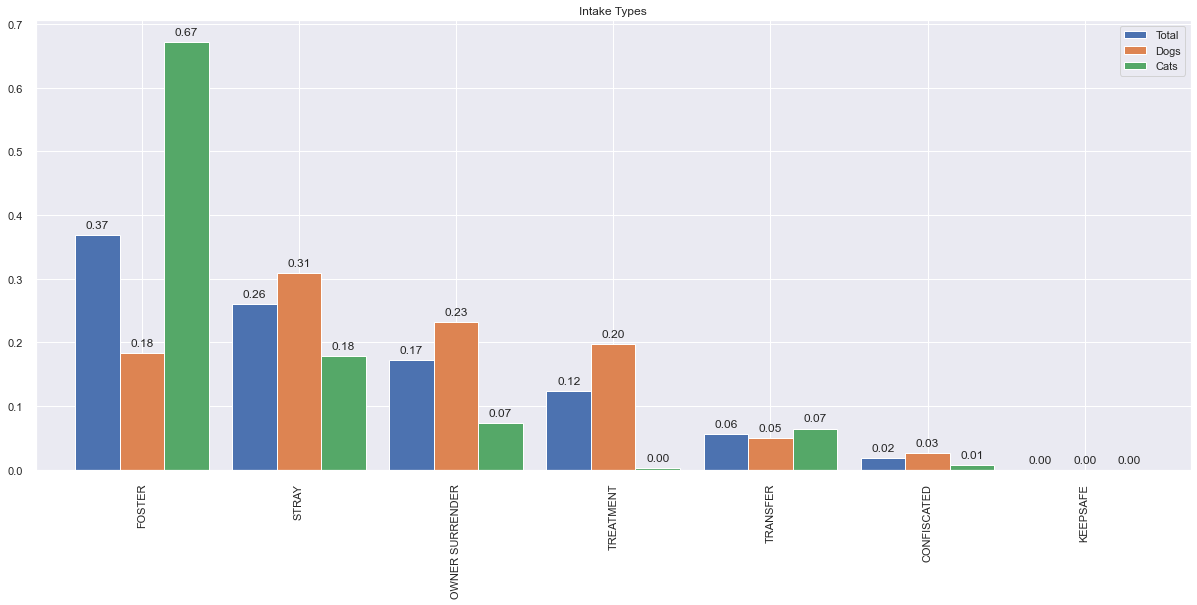 Intake Types
Total
Dogs
Cats
0.7
0.6
0.5
0.4
0.3
0.2
0.1
0.0
0.37
0.18
0.67
0.26
0.31
0.18
0.17
0.23
0.07
0.12
0.20
0.00
0.06
0.05
0.07
0.02
0.03
0.01
0.00
0.00
0.00
FOSTER
STRAY
OWNER SURRENDER
TREATMENT
TRANSFER
CONFISCATED
KEEPSAFE